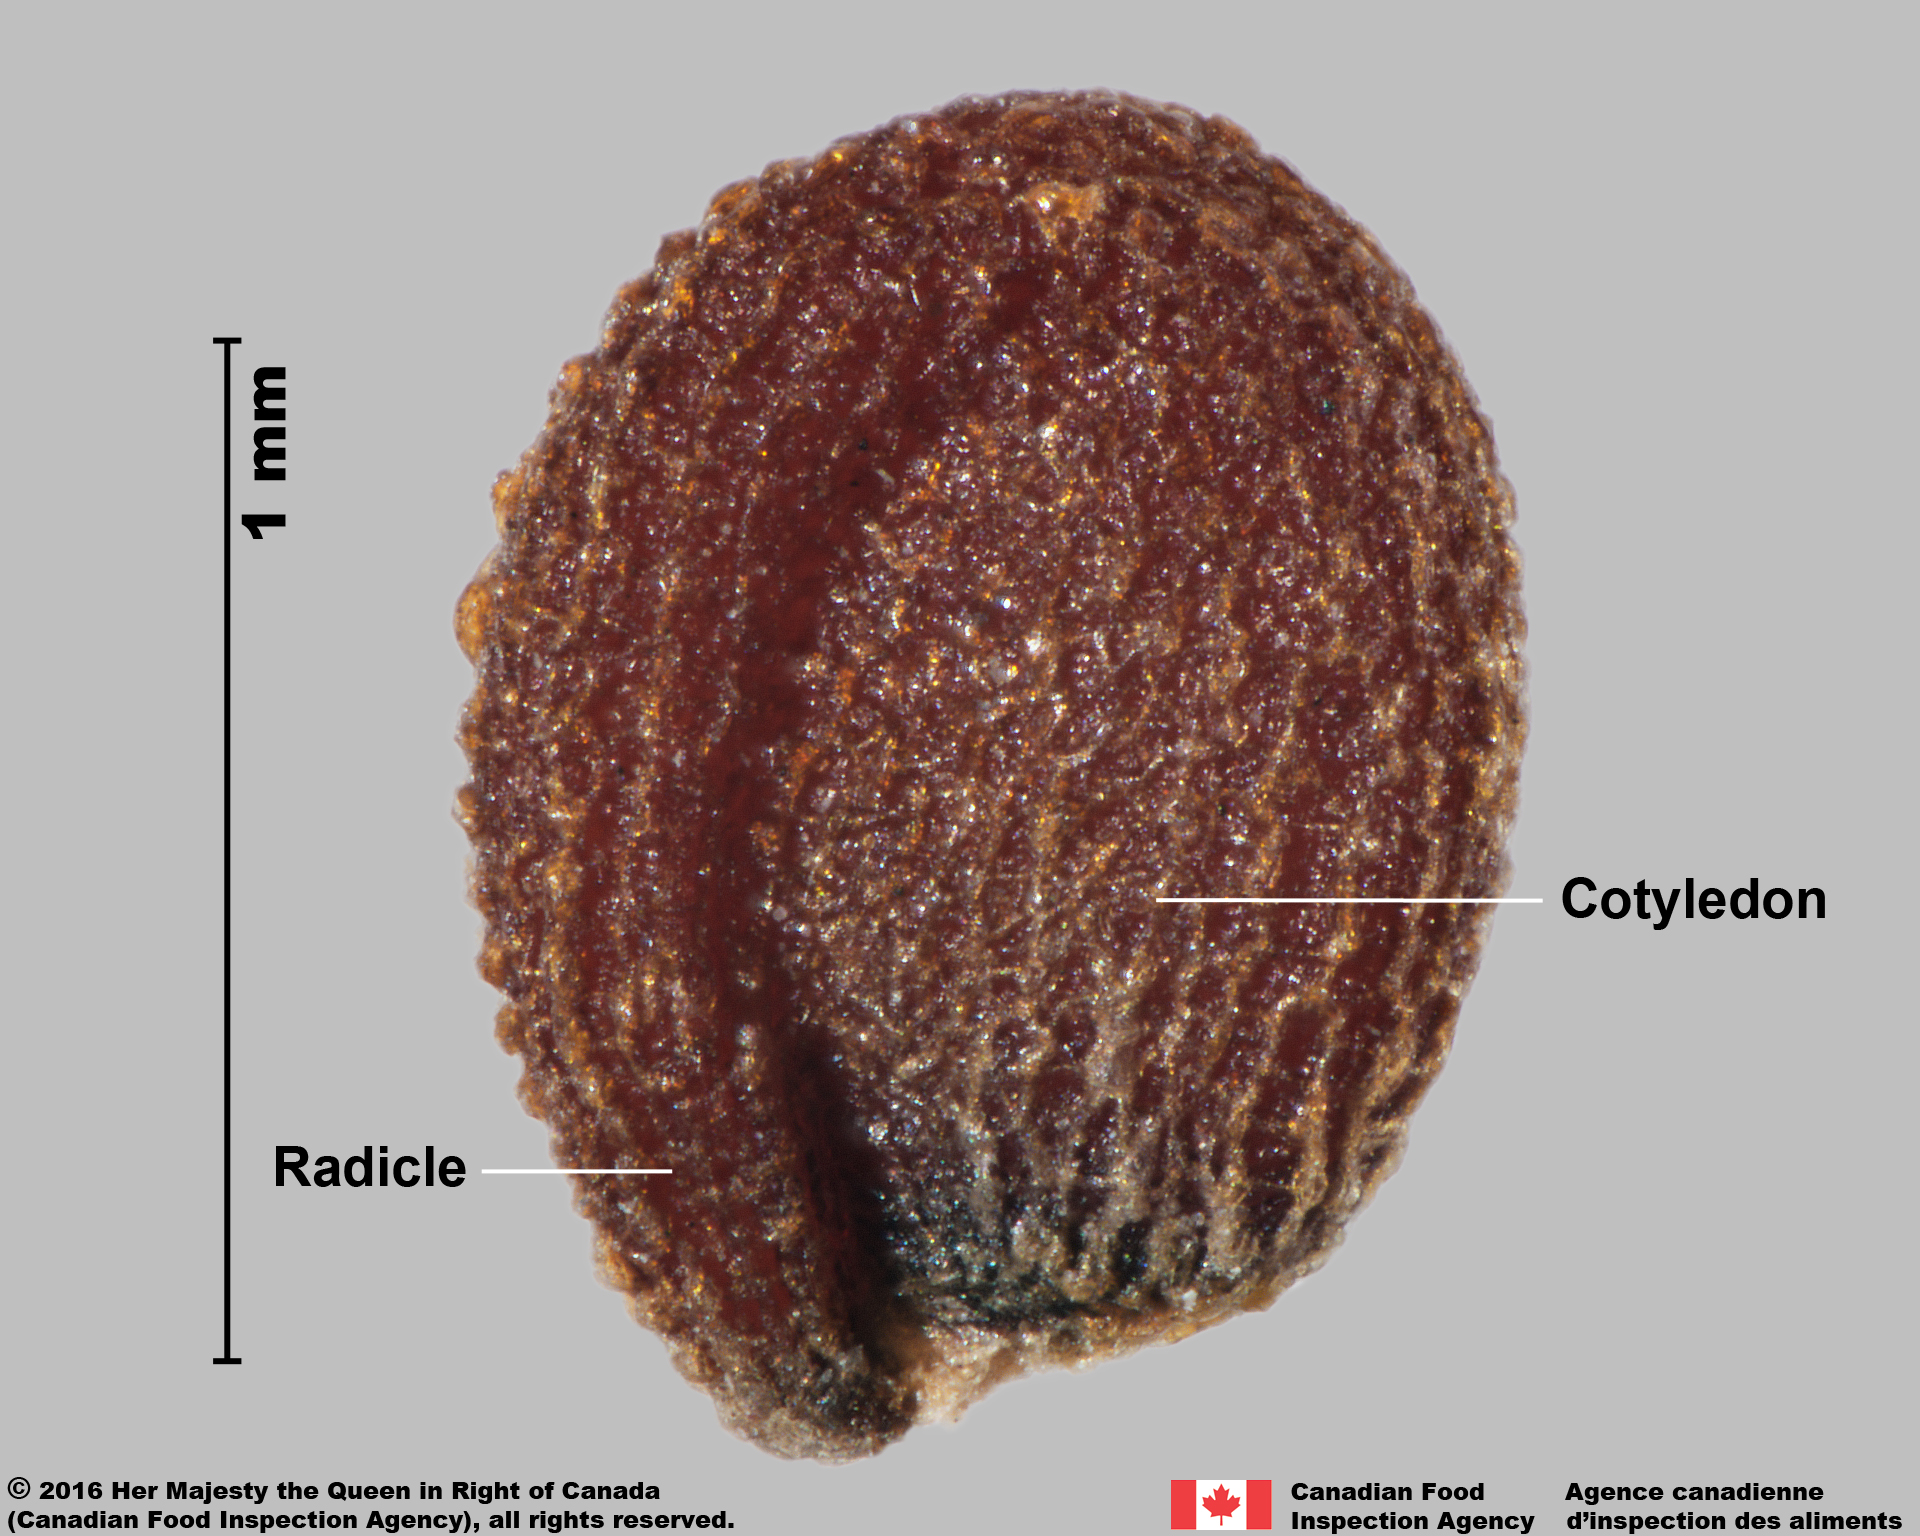 1 mm
Cotyledon
Radicle
© 2016 Her Majesty the Queen in Right of Canada
(Canadian Food Inspection Agency), all rights reserved.
Canadian Food
Inspection Agency
Agence canadienne
d'inspection des aliments